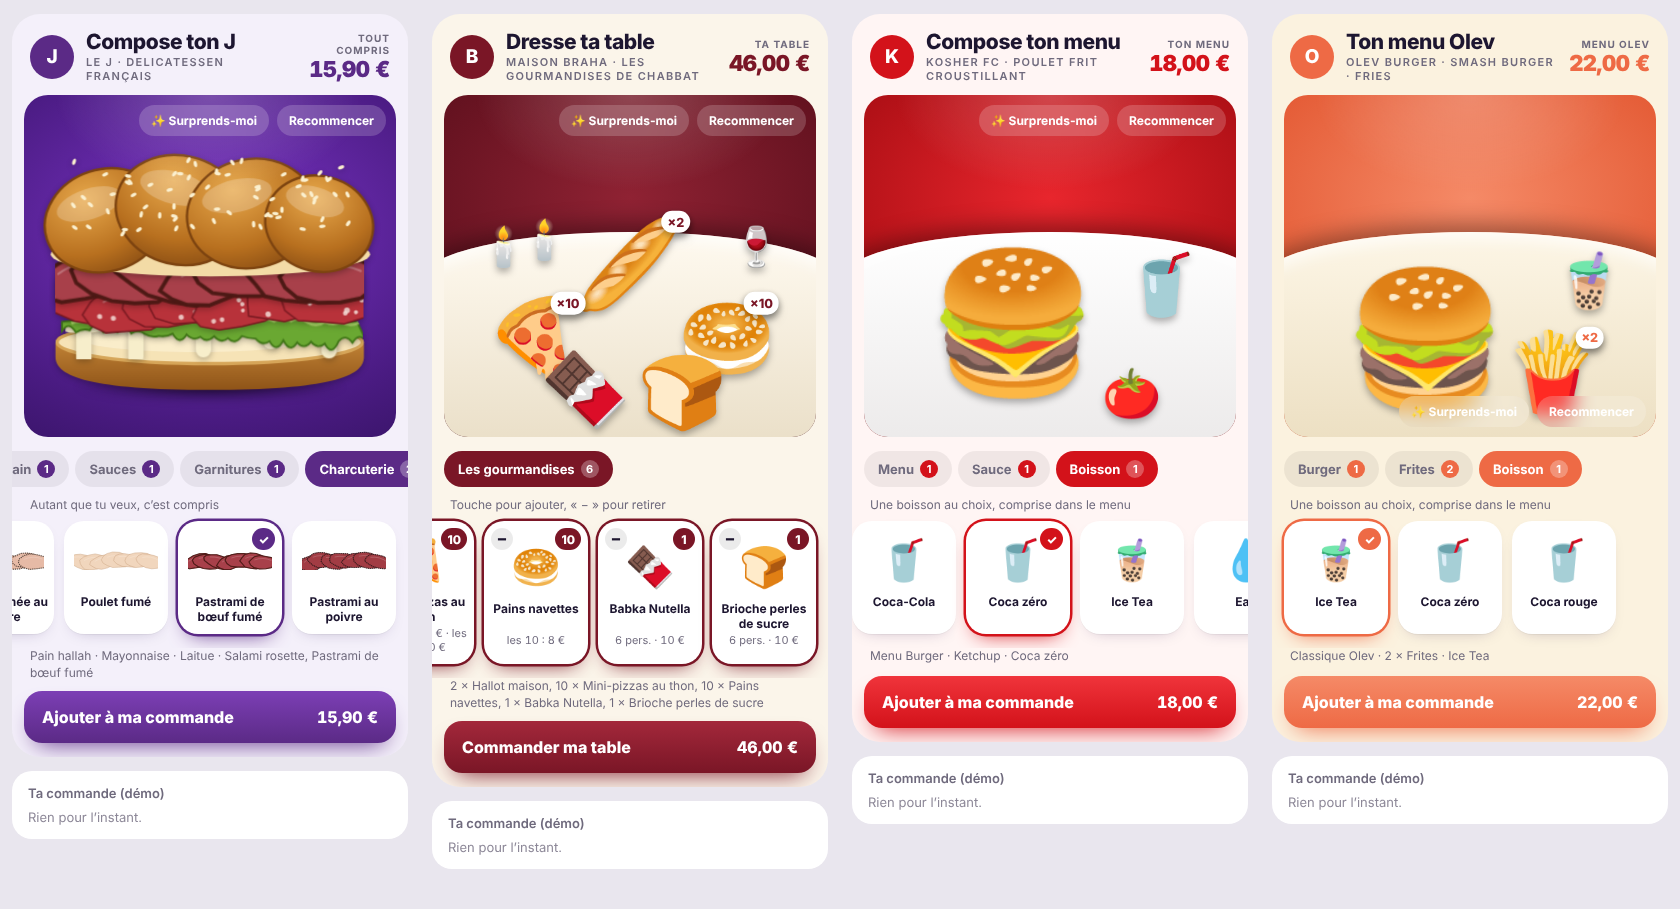 J
Compose ton J
LE J · DELICATESSEN
FRANÇAIS
TOUT
COMPRIS
15,90 €
✨ Surprends-moi
Recommencer
ain 1
Sauces 1
Garnitures 1
Charcuterie
Autant que tu veux, c'est compris
Poulet fumé
Pastrami de
bœuf fumé
Pastrami au
poivre
Pain hallah · Mayonnaise · Laitue · Salami rosette, Pastrami de
bœuf fumé
Ajouter à ma commande 15,90 €
Ta commande (démo)
Rien pour l'instant.
B
Dresse ta table
MAISON BRAHA · LES
GOURMANDISES DE CHABBAT
TA TABLE
46,00 €
✨ Surprends-moi
Recommencer
×2
×10
×10
Les gourmandises 6
Touche pour ajouter, « − » pour retirer
10
zas au
n
€ · les
0 €
− 10
Pains navettes
les 10 : 8 €
− 1
Babka Nutella
6 pers. · 10 €
− 1
Brioche perles
de sucre
6 pers. · 10 €
2 × Hallot maison, 10 × Mini-pizzas au thon, 10 × Pains
navettes, 1 × Babka Nutella, 1 × Brioche perles de sucre
Commander ma table 46,00 €
Ta commande (démo)
Rien pour l'instant.
K
Compose ton menu
KOSHER FC · POULET FRIT
CROUSTILLANT
TON MENU
18,00 €
✨ Surprends-moi
Recommencer
Menu 1
Sauce 1
Boisson 1
Une boisson au choix, comprise dans le menu
Coca-Cola
Coca zéro
Ice Tea
Ea
Menu Burger · Ketchup · Coca zéro
Ajouter à ma commande 18,00 €
Ta commande (démo)
Rien pour l'instant.
O
Ton menu Olev
OLEV BURGER · SMASH BURGER
· FRIES
MENU OLEV
22,00 €
×2
✨ Surprends-moi
Recommencer
Burger 1
Frites 2
Boisson 1
Une boisson au choix, comprise dans le menu
Ice Tea
Coca zéro
Coca rouge
Classique Olev · 2 × Frites · Ice Tea
Ajouter à ma commande 22,00 €
Ta commande (démo)
Rien pour l'instant.